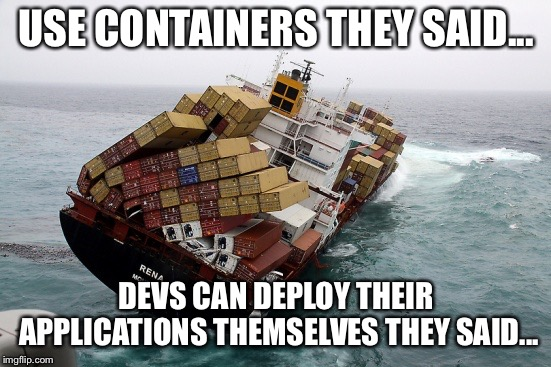 USE CONTAINERS THEY SAID...
RENA
DEVS CAN DEPLOY THEIR
APPLICATIONS THEMSELVES THEY SAID...
imgflip.com